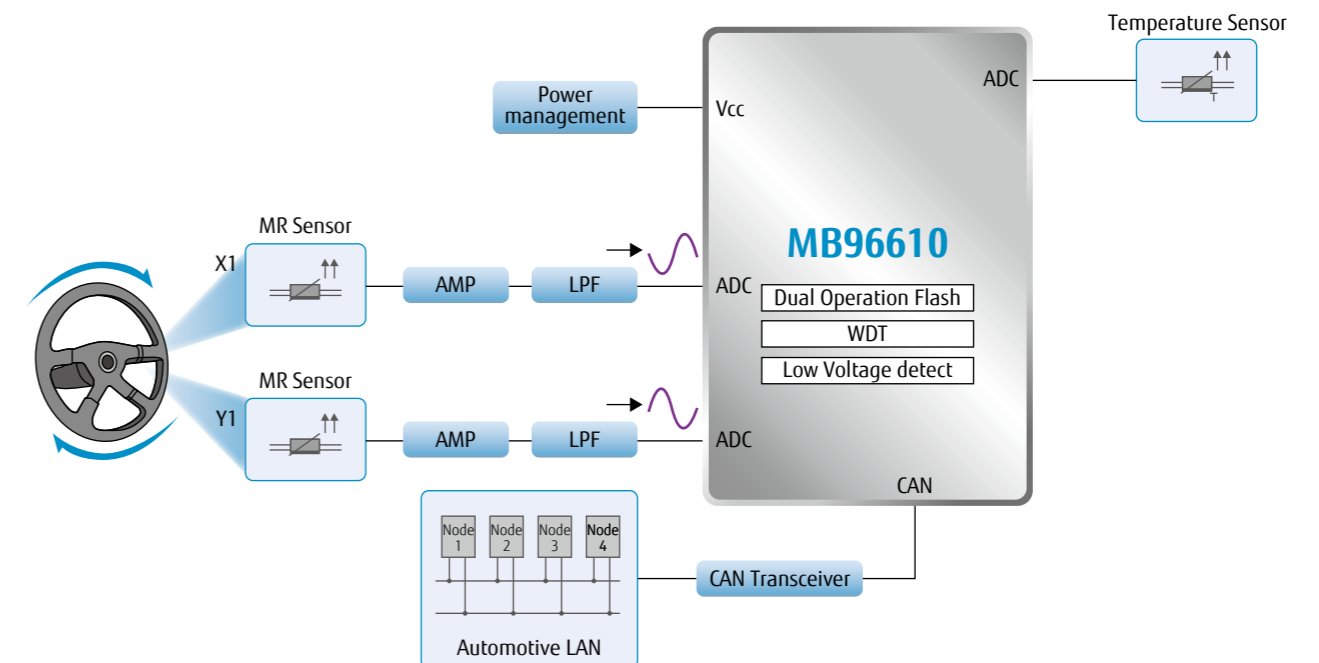 Temperature Sensor
ADC
Power
management
Vcc
MR Sensor
X1
AMP
LPF
ADC
MB96610
Dual Operation Flash
WDT
Low Voltage detect
MR Sensor
Y1
AMP
LPF
ADC
CAN
Node
1
Node
2
Node
3
Node
4
CAN Transceiver
Automotive LAN
T